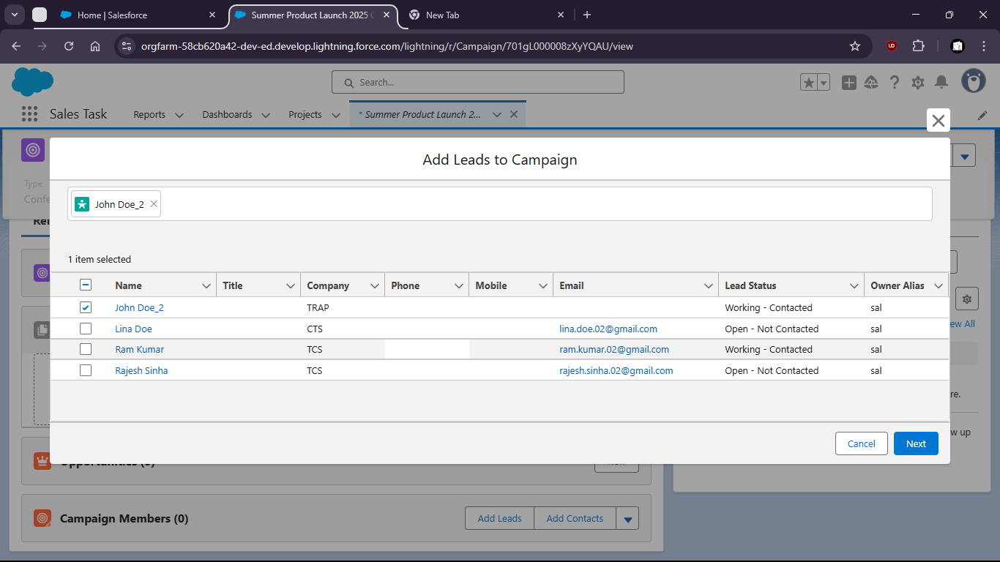 Home | Salesforce
Summer Product Launch 2025
New Tab
orgfarm-58cb620a42-dev-ed.develop.lightning.force.com/lightning/r/Campaign/701gL000008zXyYQAU/view
Search...
Sales Task
Reports
Dashboards
Projects
* Summer Product Launch 2...
Add Leads to Campaign
Type
Confe
John Doe_2
Rel
1 item selected
Name Title Company Phone Mobile Email Lead Status Owner Alias
John Doe_2 TRAP Working - Contacted sal
Lina Doe CTS lina.doe.02@gmail.com Open - Not Contacted sal
ew All
Ram Kumar TCS ram.kumar.02@gmail.com Working - Contacted sal
Rajesh Sinha TCS rajesh.sinha.02@gmail.com Open - Not Contacted sal
re.
w up
Cancel
Next
Opportunities (0)
New
Campaign Members (0)
Add Leads
Add Contacts